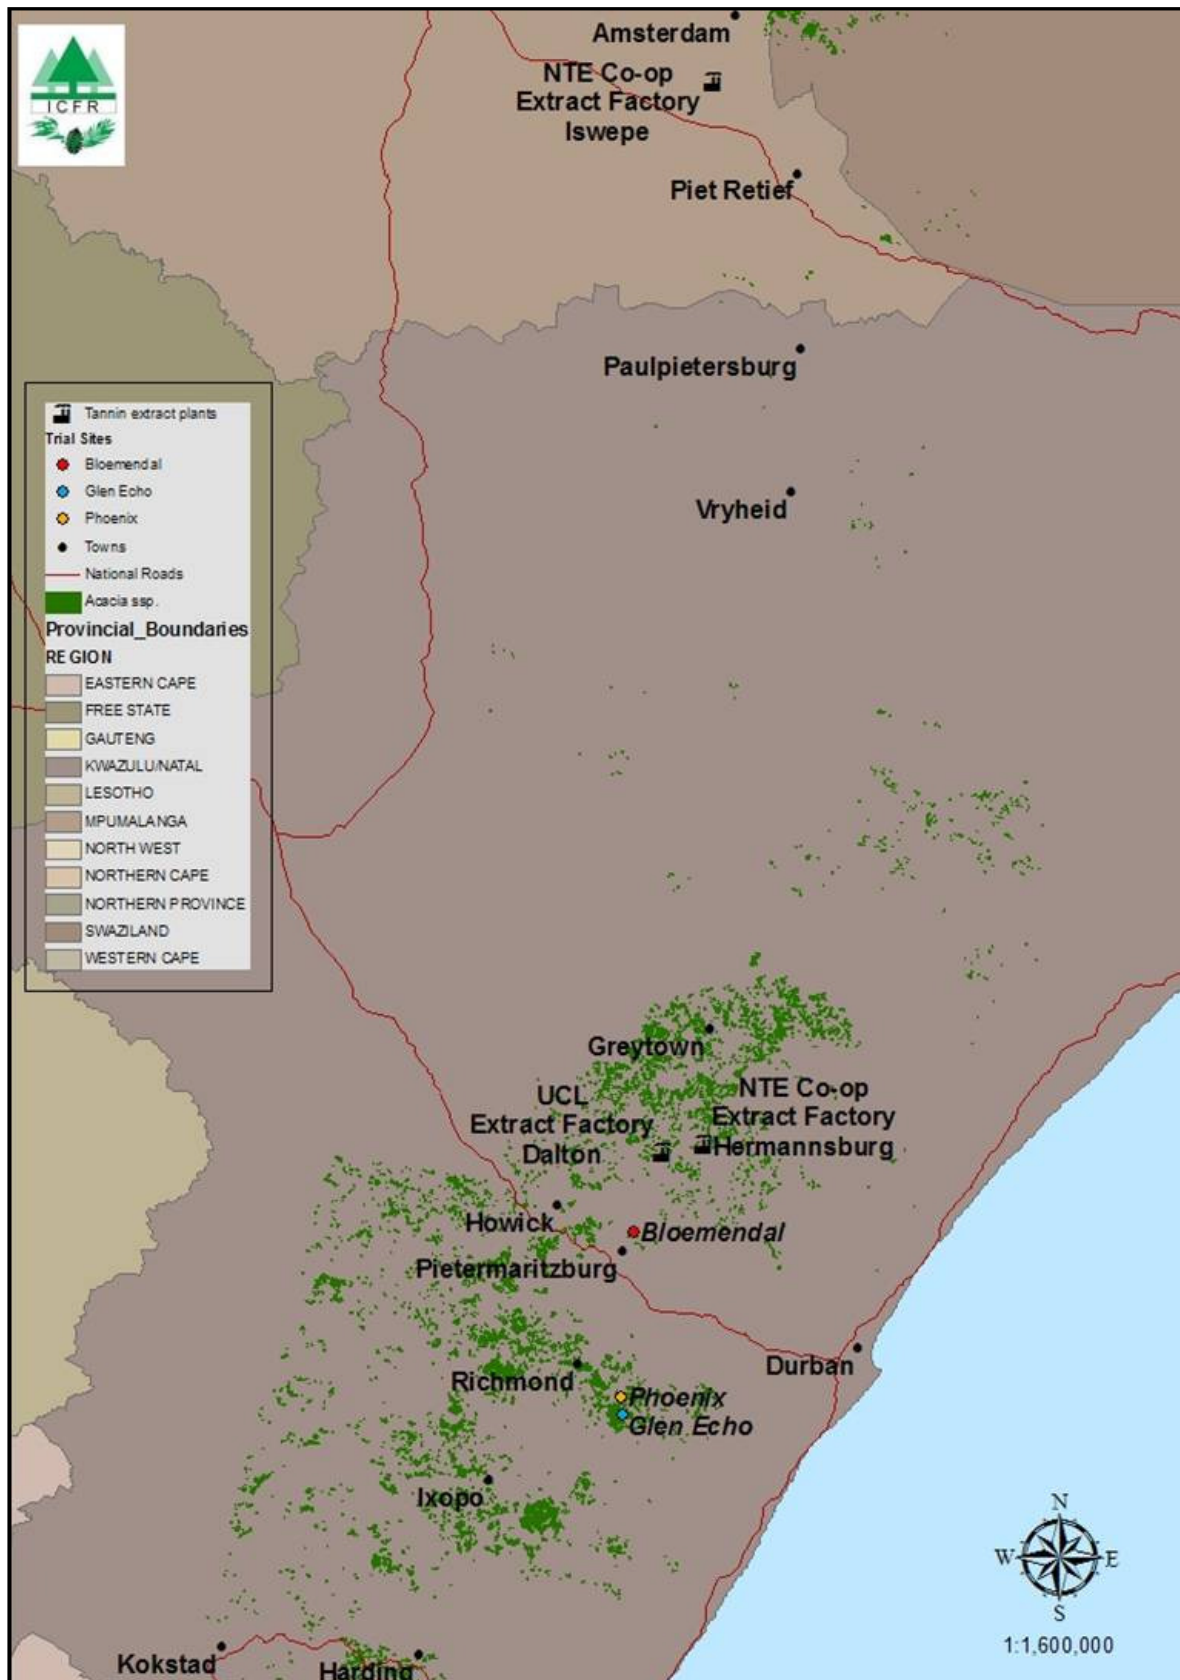 Amsterdam
ICFR
NTE Co-op
Extract Factory
Iswepe
Piet Retief
Paulpietersburg
Vryheid
Tannin extract plants
Trial Sites
Bloemendal
Glen Echo
Phoenix
Towns
National Roads
Acacia ssp.
Provincial_Boundaries
REGION
EASTERN CAPE
FREE STATE
GAUTENG
KWAZULU/NATAL
LESOTHO
MPUMALANGA
NORTH WEST
NORTHERN CAPE
NORTHERN PROVINCE
SWAZILAND
WESTERN CAPE
Greytown
UCL
Extract Factory
Dalton
NTE Co-op
Extract Factory
Hermannsburg
Howick
Bloemendal
Pietermaritzburg
Durban
Richmond
Phoenix
Glen Echo
Ixopo
N
W E
S
1:1,600,000
Kokstad
Harding